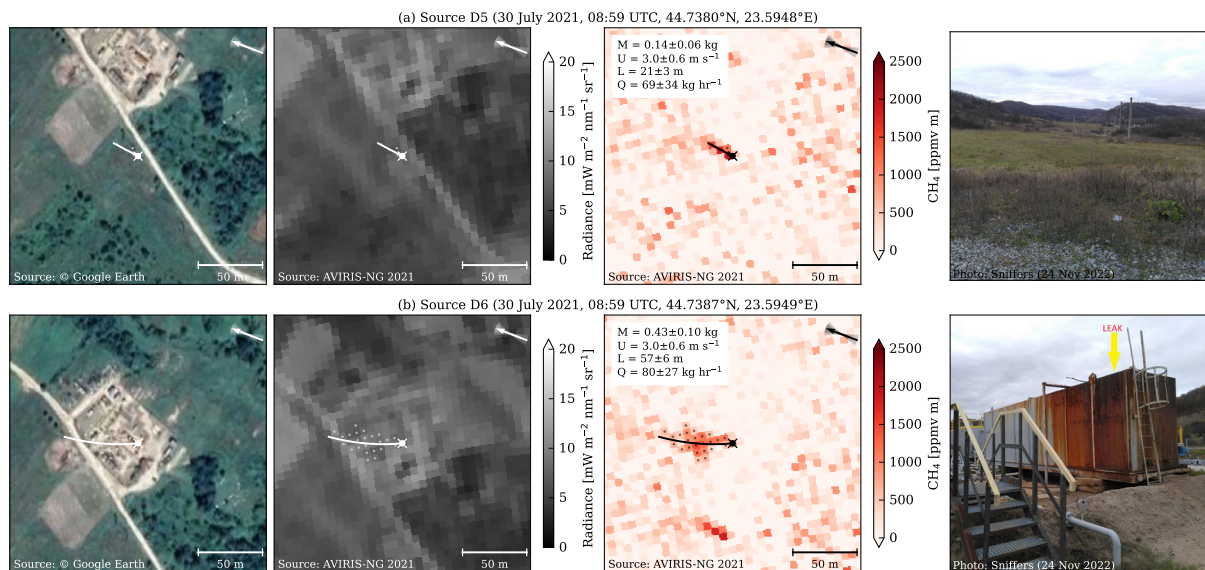 (a) Source D5 (30 July 2021, 08:59 UTC, 44.7380°N, 23.5948°E)
Source: © Google Earth
50 m
Source: AVIRIS-NG 2021
50 m
20
15
10
5
0
Radiance [mW m⁻² nm⁻¹ sr⁻¹]
M = 0.14±0.06 kg
U = 3.0±0.6 m s⁻¹
L = 21±3 m
Q = 69±34 kg hr⁻¹
Source: AVIRIS-NG 2021
50 m
2500
2000
1500
1000
500
0
CH₄ [ppmv m]
Photo: Sniffers (24 Nov 2022)
(b) Source D6 (30 July 2021, 08:59 UTC, 44.7387°N, 23.5949°E)
Source: © Google Earth
50 m
Source: AVIRIS-NG 2021
50 m
20
15
10
5
0
Radiance [mW m⁻² nm⁻¹ sr⁻¹]
M = 0.43±0.10 kg
U = 3.0±0.6 m s⁻¹
L = 57±6 m
Q = 80±27 kg hr⁻¹
Source: AVIRIS-NG 2021
50 m
2500
2000
1500
1000
500
0
CH₄ [ppmv m]
LEAK
Photo: Sniffers (24 Nov 2022)